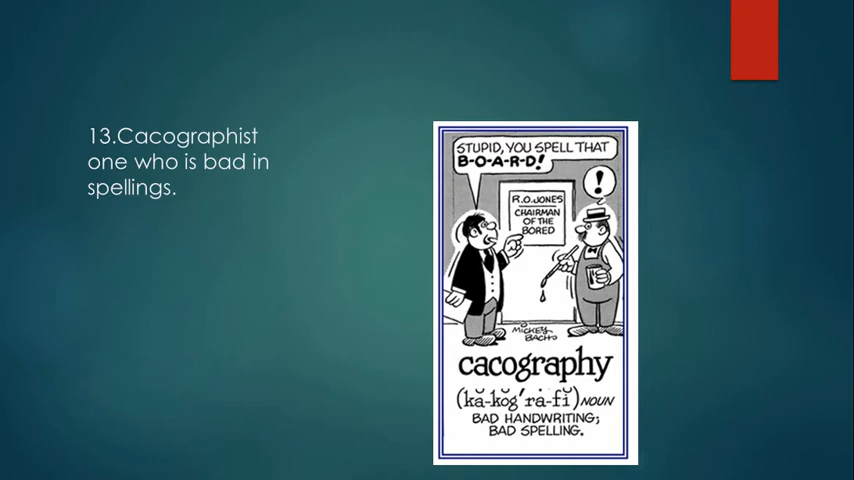 13.Cacographist
one who is bad in
spellings.
STUPID, YOU SPELL THAT
B-O-A-R-D!
!
R.O.JONES
CHAIRMAN
OF THE
BORED
MICKEY
BACH
cacography
(kă-kŏg′rȧ-fĭ) NOUN
BAD HANDWRITING;
BAD SPELLING.